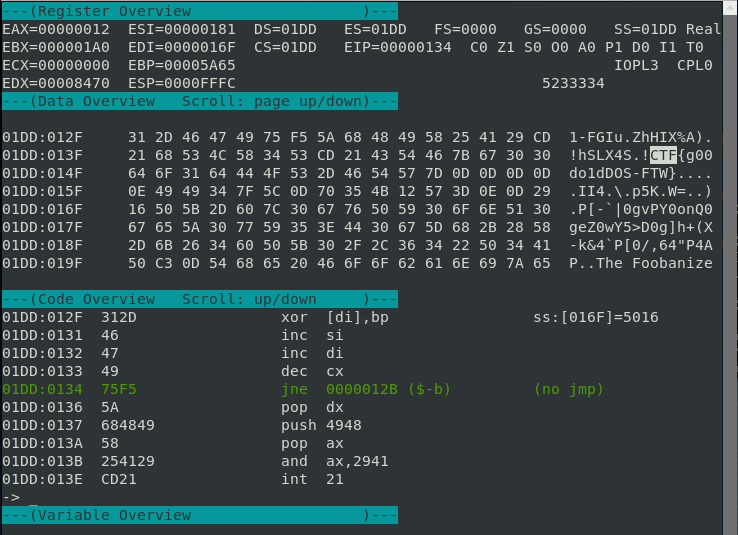 ---(Register Overview                   )---
EAX=00000012  ESI=00000181  DS=01DD   ES=01DD   FS=0000   GS=0000   SS=01DD Real
EBX=000001A0  EDI=0000016F  CS=01DD   EIP=00000134  C0 Z1 S0 O0 A0 P1 D0 I1 T0
ECX=00000000  EBP=00005A65                                          IOPL3  CPL0
EDX=00008470  ESP=0000FFFC                                  5233334
---(Data Overview   Scroll: page up/down)---
01DD:012F     31 2D 46 47 49 75 F5 5A 68 48 49 58 25 41 29 CD  1-FGIu.ZhHIX%A).
01DD:013F     21 68 53 4C 58 34 53 CD 21 43 54 46 7B 67 30 30  !hSLX4S.!CTF{g00
01DD:014F     64 6F 31 64 44 4F 53 2D 46 54 57 7D 0D 0D 0D 0D  do1dDOS-FTW}....
01DD:015F     0E 49 49 34 7F 5C 0D 70 35 4B 12 57 3D 0E 0D 29  .II4.\.p5K.W=..)
01DD:016F     16 50 5B 2D 60 7C 30 67 76 50 59 30 6F 6E 51 30  .P[-`|0gvPY0onQ0
01DD:017F     67 65 5A 30 77 59 35 3E 44 30 67 5D 68 2B 28 58  geZ0wY5>D0g]h+(X
01DD:018F     2D 6B 26 34 60 50 5B 30 2F 2C 36 34 22 50 34 41  -k&4`P[0/,64"P4A
01DD:019F     50 C3 0D 54 68 65 20 46 6F 6F 62 61 6E 69 7A 65  P..The Foobanize
---(Code Overview   Scroll: up/down     )---
01DD:012F  312D                xor  [di],bp                ss:[016F]=5016
01DD:0131  46                  inc  si
01DD:0132  47                  inc  di
01DD:0133  49                  dec  cx
01DD:0134  75F5                jne  0000012B ($-b)         (no jmp)
01DD:0136  5A                  pop  dx
01DD:0137  684849              push 4948
01DD:013A  58                  pop  ax
01DD:013B  254129              and  ax,2941
01DD:013E  CD21                int  21
-> _
---(Variable Overview                   )---